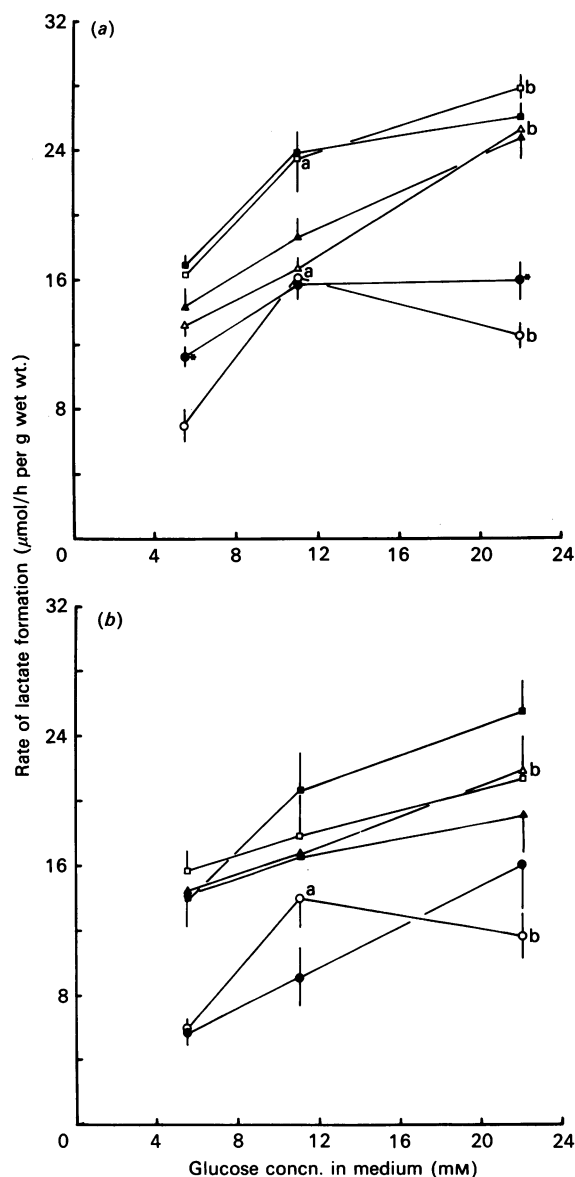 (a)
32
24
16
8
0
4
8
12
16
20
24
b
b
a
a
*
*
b
Rate of lactate formation (μmol/h per g wet wt.)
(b)
32
24
16
8
0
4
8
12
16
20
24
b
a
b
Glucose concn. in medium (mM)